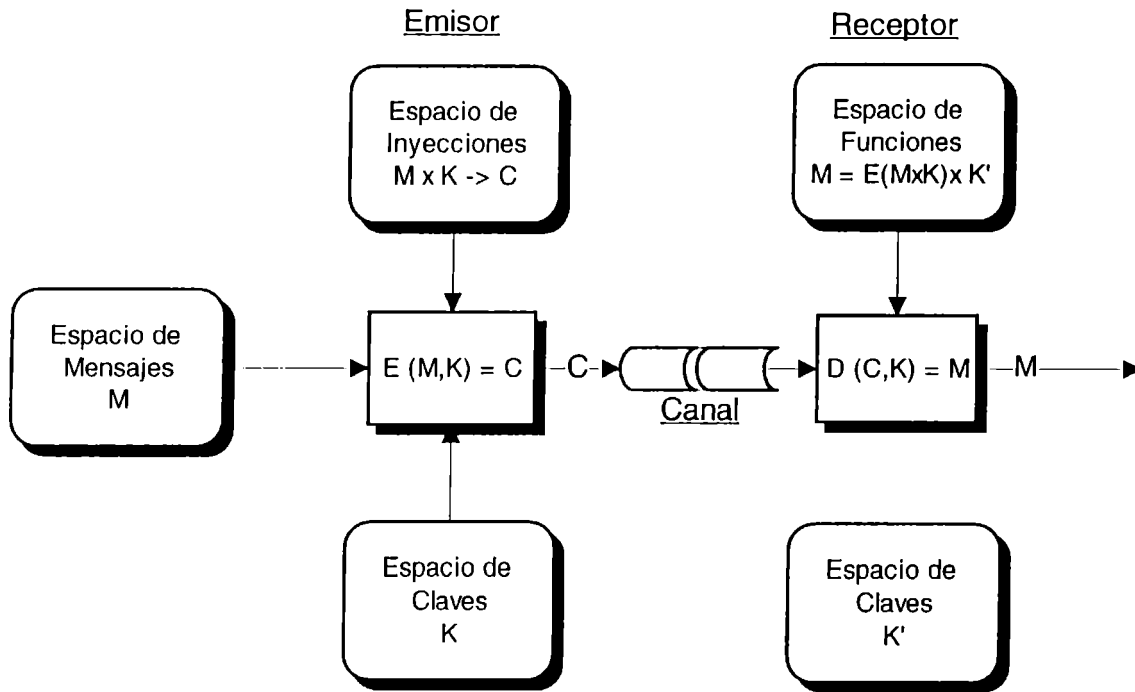 Emisor
Receptor
Espacio de
Inyecciones
M x K -> C
Espacio de
Funciones
M = E(MxK)x K'
Espacio de
Mensajes
M
E (M,K) = C
C
Canal
D (C,K) = M
M
Espacio de
Claves
K
Espacio de
Claves
K'